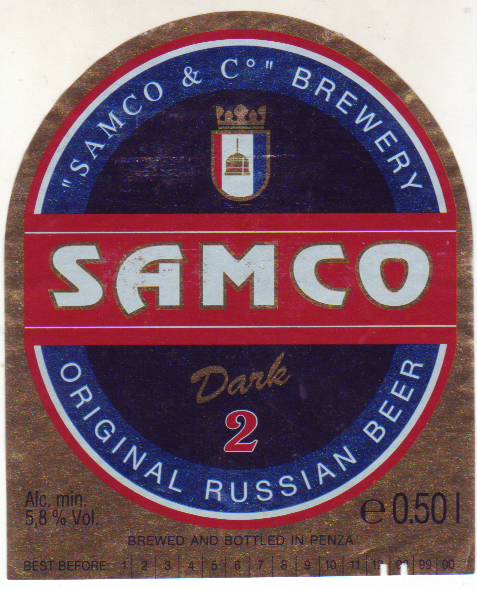 "SAMCO & C°" BREWERY
SAMCO
Dark
2
ORIGINAL RUSSIAN BEER
Alc. min.
5,8 % Vol.
e 0.50 l
BREWED AND BOTTLED IN PENZA
BEST BEFORE: 1 2 3 4 5 6 7 8 9 10 11 12 99 00